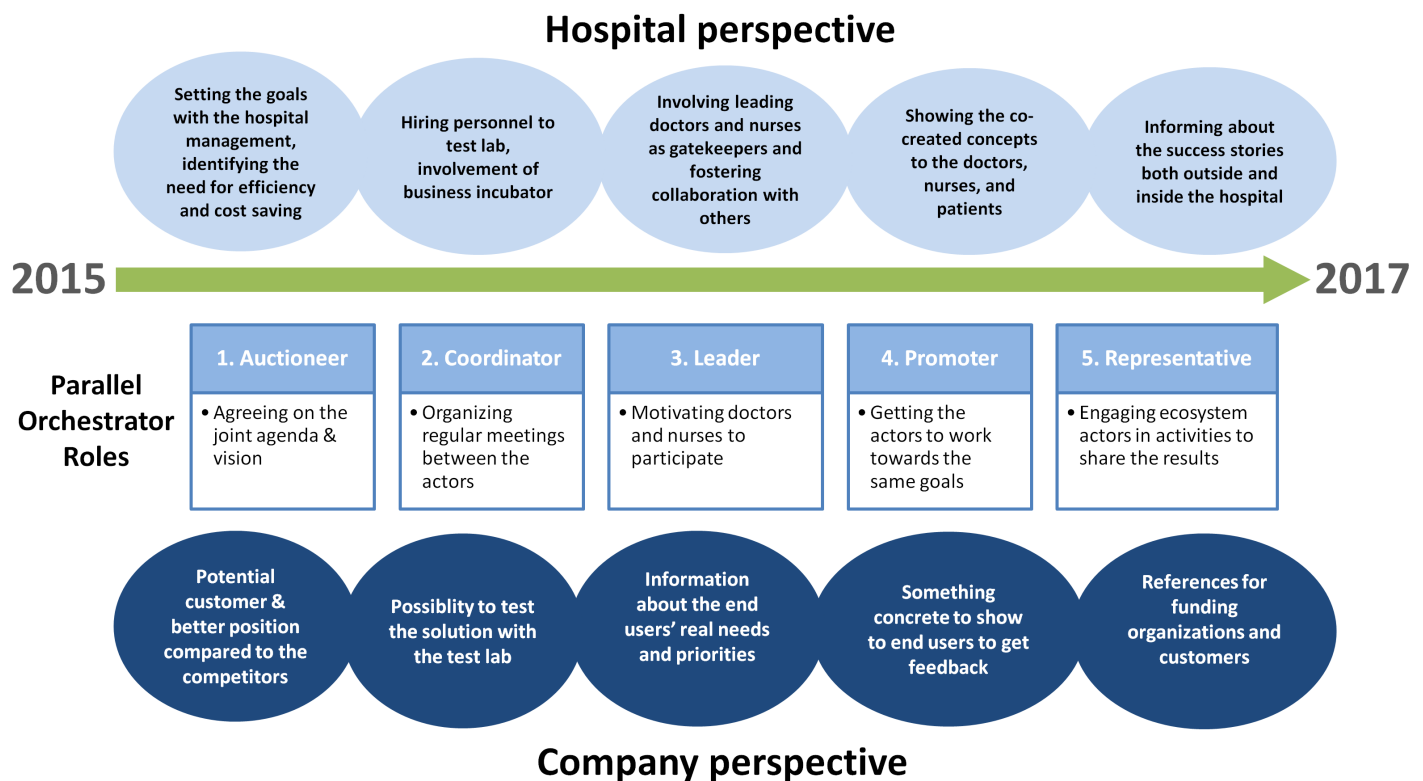 Hospital perspective
Setting the goals
with the hospital
management,
identifying the
need for efficiency
and cost saving
Hiring personnel to
test lab,
involvement of
business incubator
Involving leading
doctors and nurses
as gatekeepers and
fostering
collaboration with
others
Showing the co-
created concepts
to the doctors,
nurses, and
patients
Informing about
the success stories
both outside and
inside the hospital
2015
2017
Parallel
Orchestrator
Roles
1. Auctioneer
• Agreeing on the
joint agenda &
vision
2. Coordinator
• Organizing
regular meetings
between the
actors
3. Leader
• Motivating doctors
and nurses to
participate
4. Promoter
• Getting the
actors to work
towards the
same goals
5. Representative
• Engaging ecosystem
actors in activities to
share the results
Potential
customer &
better position
compared to the
competitors
Possiblity to test
the solution with
the test lab
Information
about the end
users’ real needs
and priorities
Something
concrete to show
to end users to get
feedback
References for
funding
organizations and
customers
Company perspective